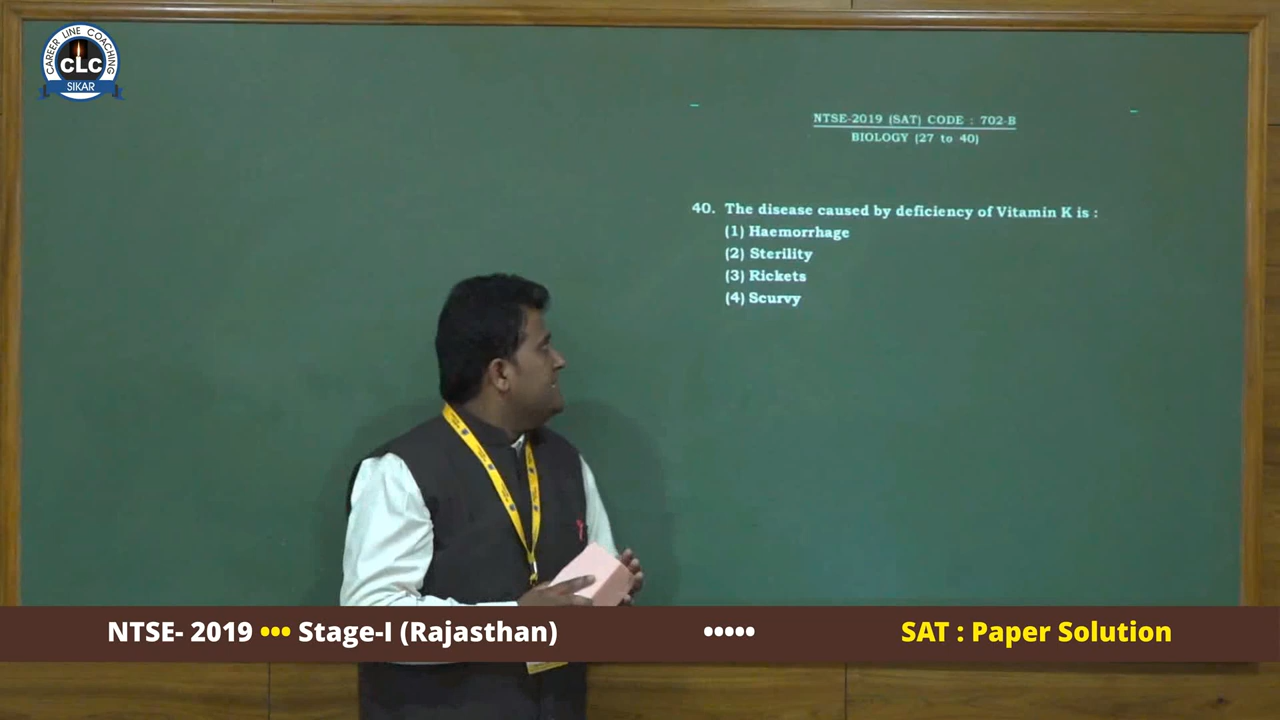 CAREER LINE COACHING
CLC
SIKAR
NTSE-2019 (SAT) CODE : 702-B
BIOLOGY (27 to 40)
40. The disease caused by deficiency of Vitamin K is :
(1) Haemorrhage
(2) Sterility
(3) Rickets
(4) Scurvy
NTSE- 2019 ••• Stage-I (Rajasthan) ••••• SAT : Paper Solution